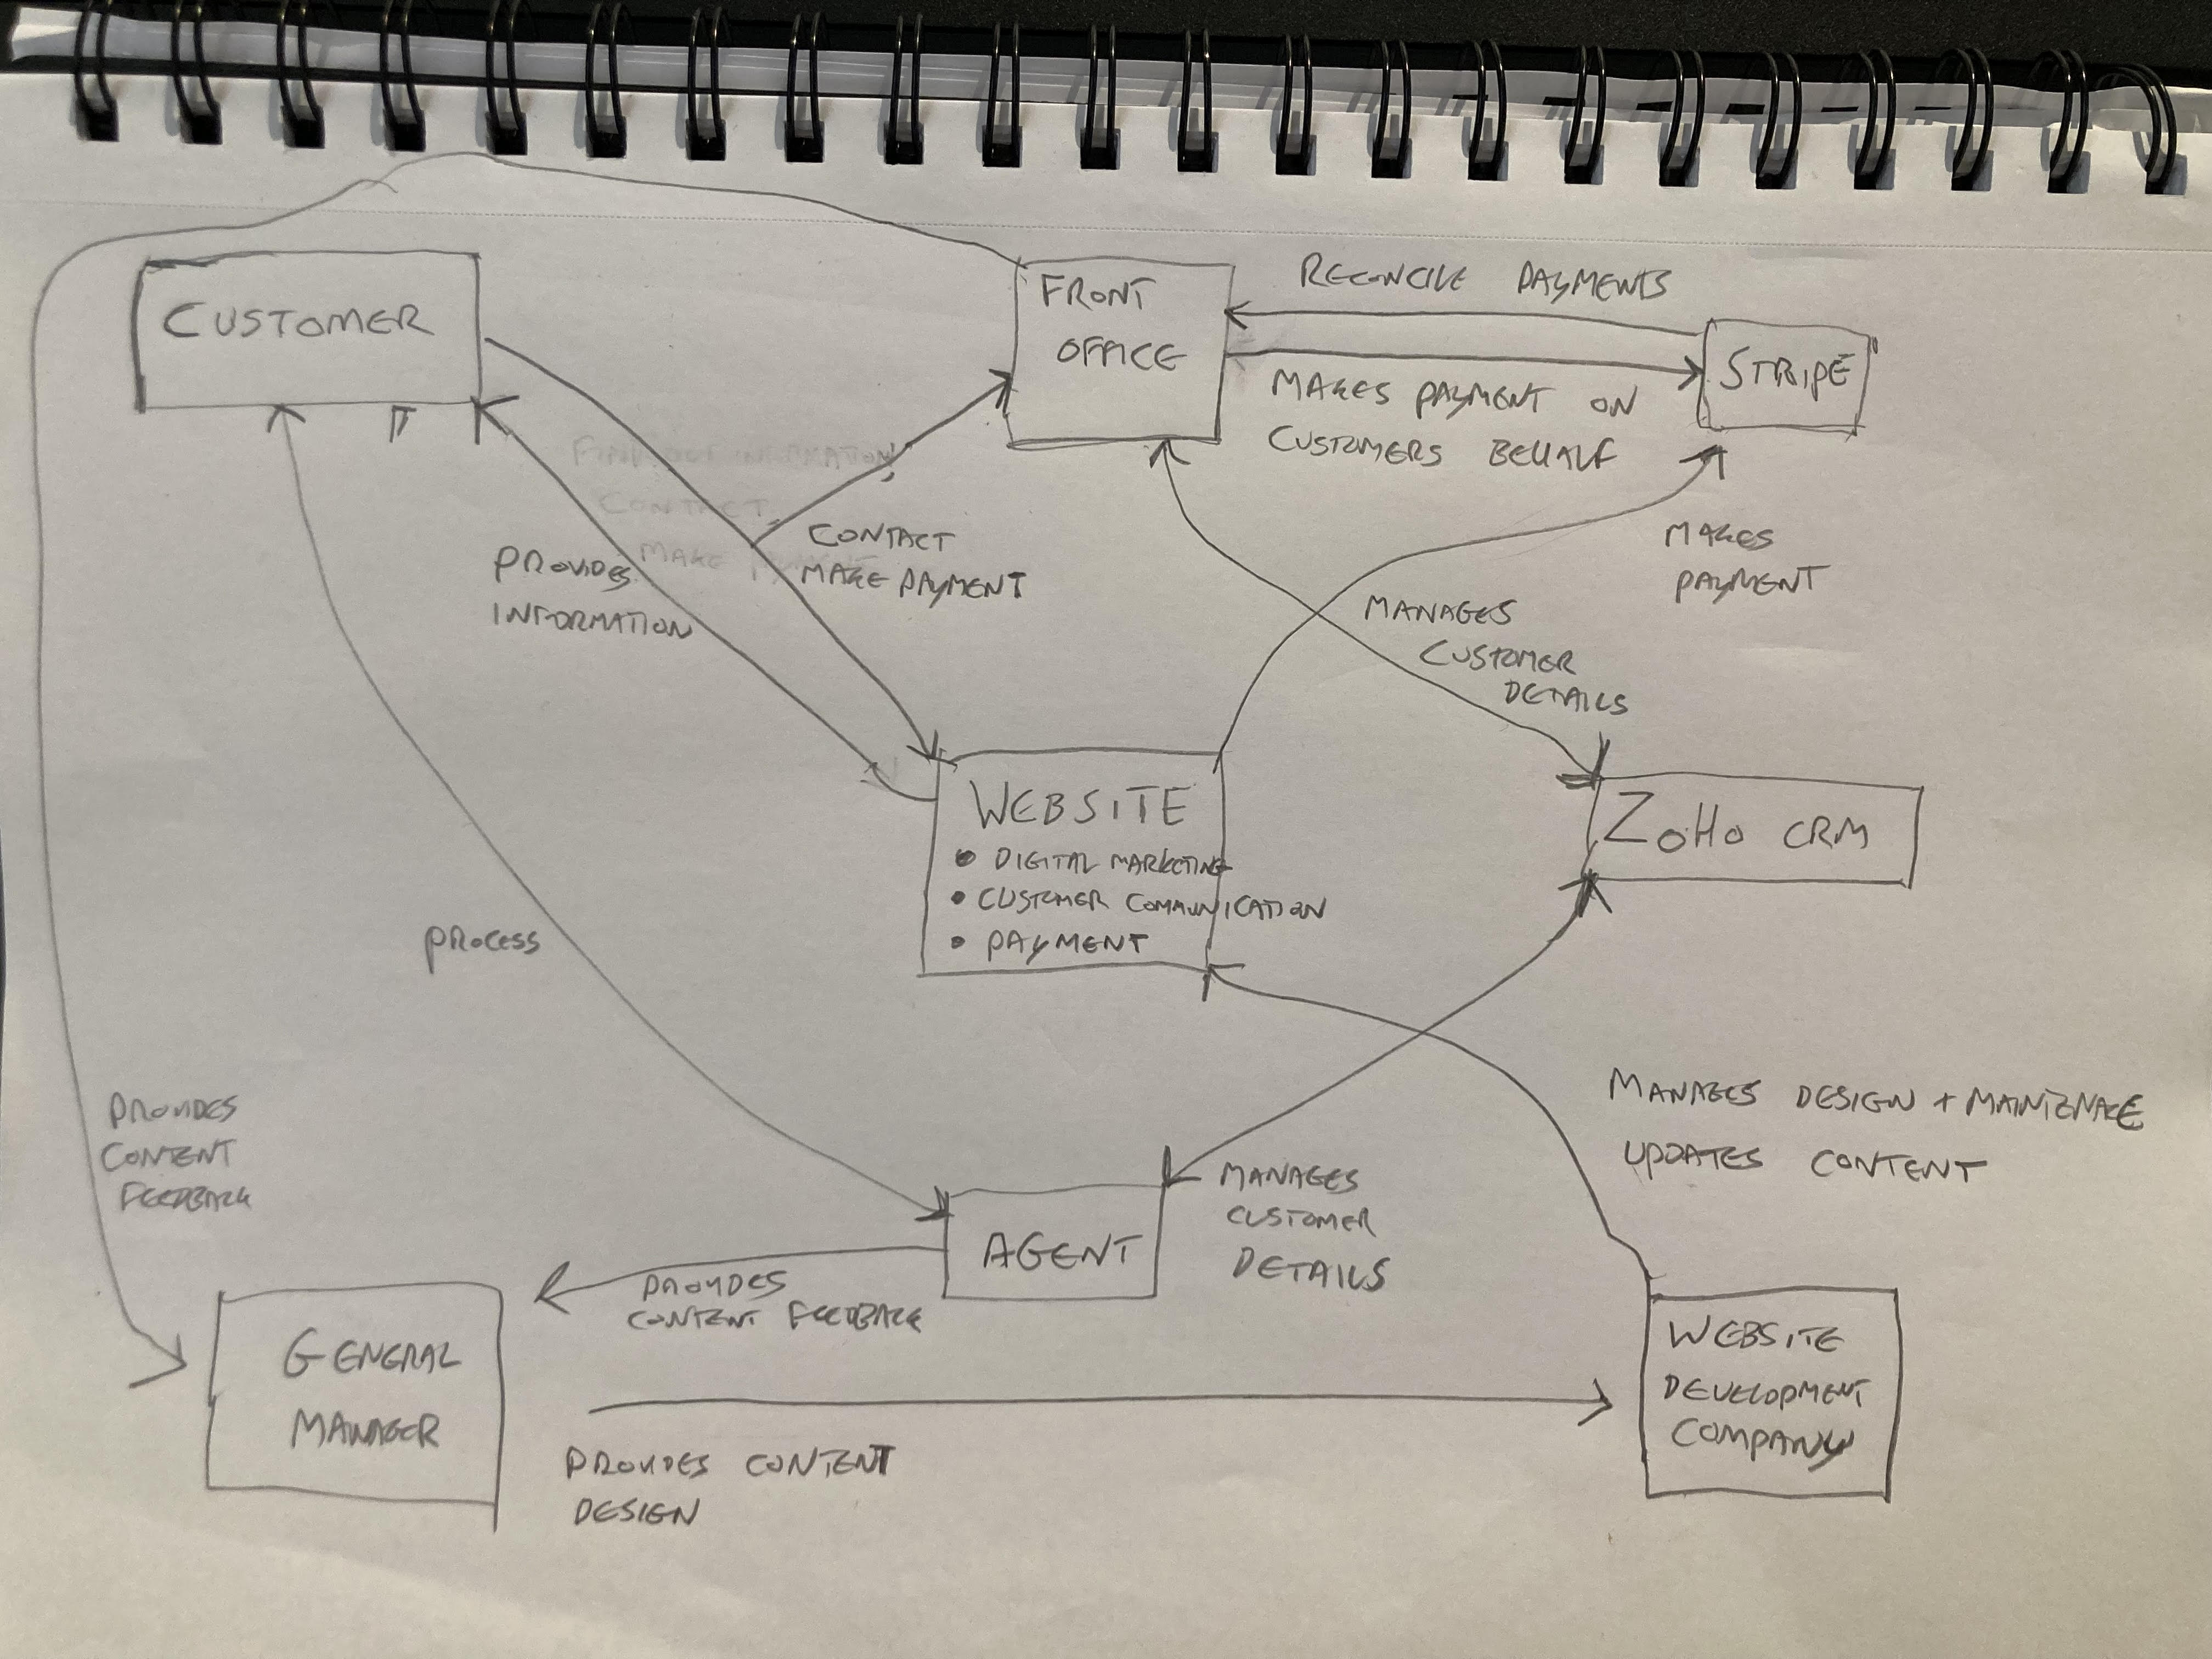 CUSTOMER
FRONT
OFFICE
RECONCILE PAYMENTS
STRIPE
MAKES PAYMENT ON
CUSTOMERS BEHALF
FIND OUT INFORMATION
CONTACT
MAKE PAYMENT
CONTACT
MAKE PAYMENT
PROVIDES
INFORMATION
MAKES
PAYMENT
MANAGES
CUSTOMER
DETAILS
WEBSITE
• DIGITAL MARKETING
• CUSTOMER COMMUNICATION
• PAYMENT
ZOHO CRM
PROCESS
PROVIDES
CONTENT
FEEDBACK
MANAGES DESIGN + MAINTENACE
UPDATES CONTENT
AGENT
MANAGES
CUSTOMER
DETAILS
PROVIDES
CONTENT FEEDBACK
GENERAL
MANAGER
WEBSITE
DEVELOPMENT
COMPANY
PROVIDES CONTENT
DESIGN